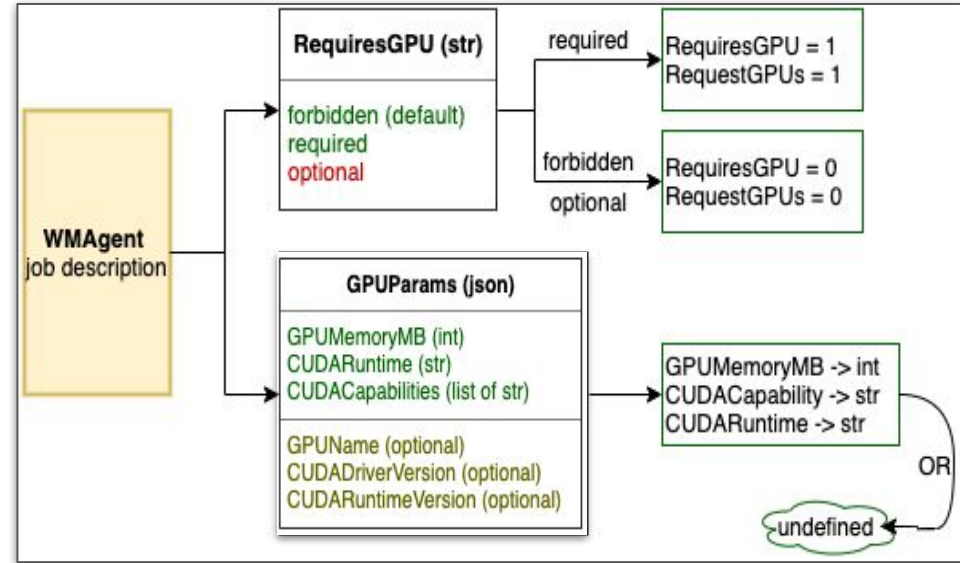 WMAgent
job description
RequiresGPU (str)
forbidden (default)
required
optional
required
RequiresGPU = 1
RequestGPUs = 1
forbidden
optional
RequiresGPU = 0
RequestGPUs = 0
GPUParams (json)
GPUMemoryMB (int)
CUDARuntime (str)
CUDACapabilities (list of str)
GPUName (optional)
CUDADriverVersion (optional)
CUDARuntimeVersion (optional)
GPUMemoryMB -> int
CUDACapability -> str
CUDARuntime -> str
OR
undefined